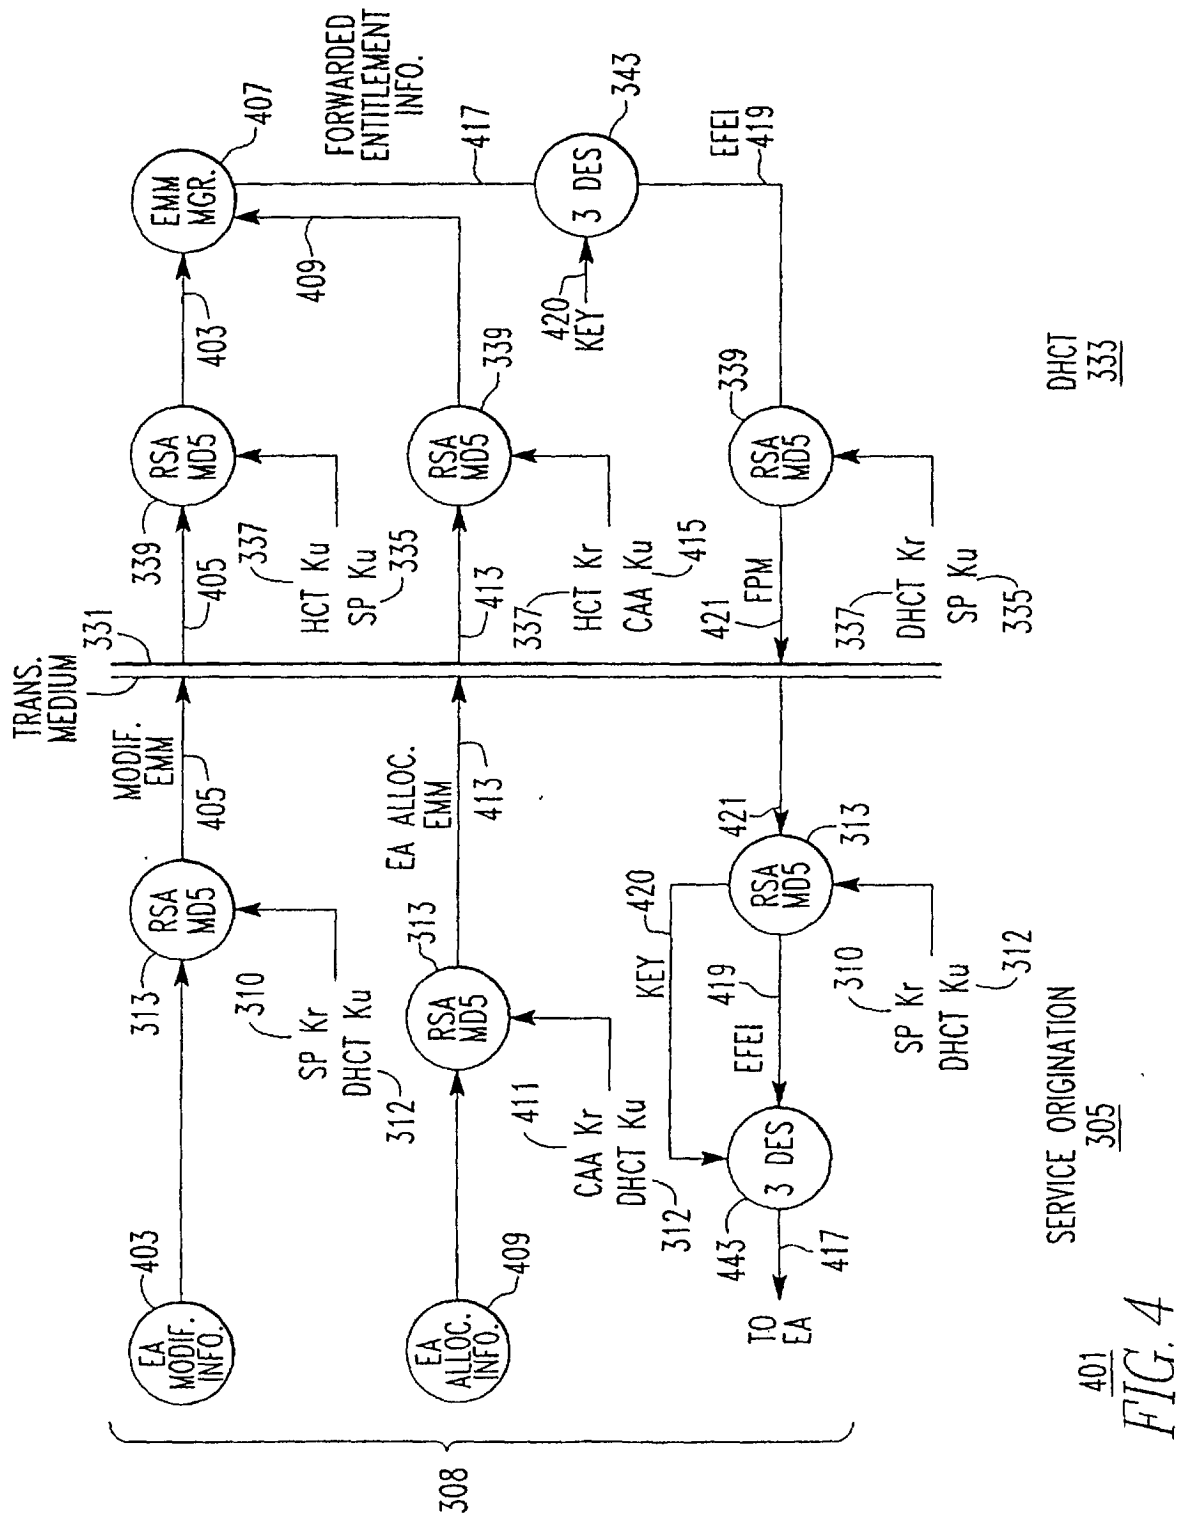 TRANS.
MEDIUM
331
308
EA
MODIF.
INFO.
403
313
RSA
MD5
310
SP Kr
DHCT Ku
312
MODIF.
EMM
405
339
405
RSA
MD5
337
HCT Ku
SP Ku
335
403
EMM
MGR.
407
409
FORWARDED
ENTITLEMENT
INFO.
417
EA
ALLOC.
INFO.
409
RSA
MD5
313
411
CAA Kr
DHCT Ku
312
EA ALLOC.
EMM
413
413
RSA
MD5
339
337
HCT Kr
CAA Ku
415
420
KEY
3 DES
343
EFEI
419
TO
EA
417
443
3 DES
KEY
420
EFEI
419
RSA
MD5
313
421
310
SP Kr
DHCT Ku
312
421
FPM
RSA
MD5
339
337
DHCT Kr
SP Ku
335
SERVICE ORIGINATION
305
DHCT
333
401
FIG. 4